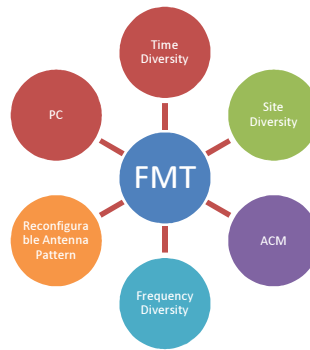 Time
Diversity
Site
Diversity
ACM
Frequency
Diversity
Reconfigura
ble Antenna
Pattern
PC
FMT